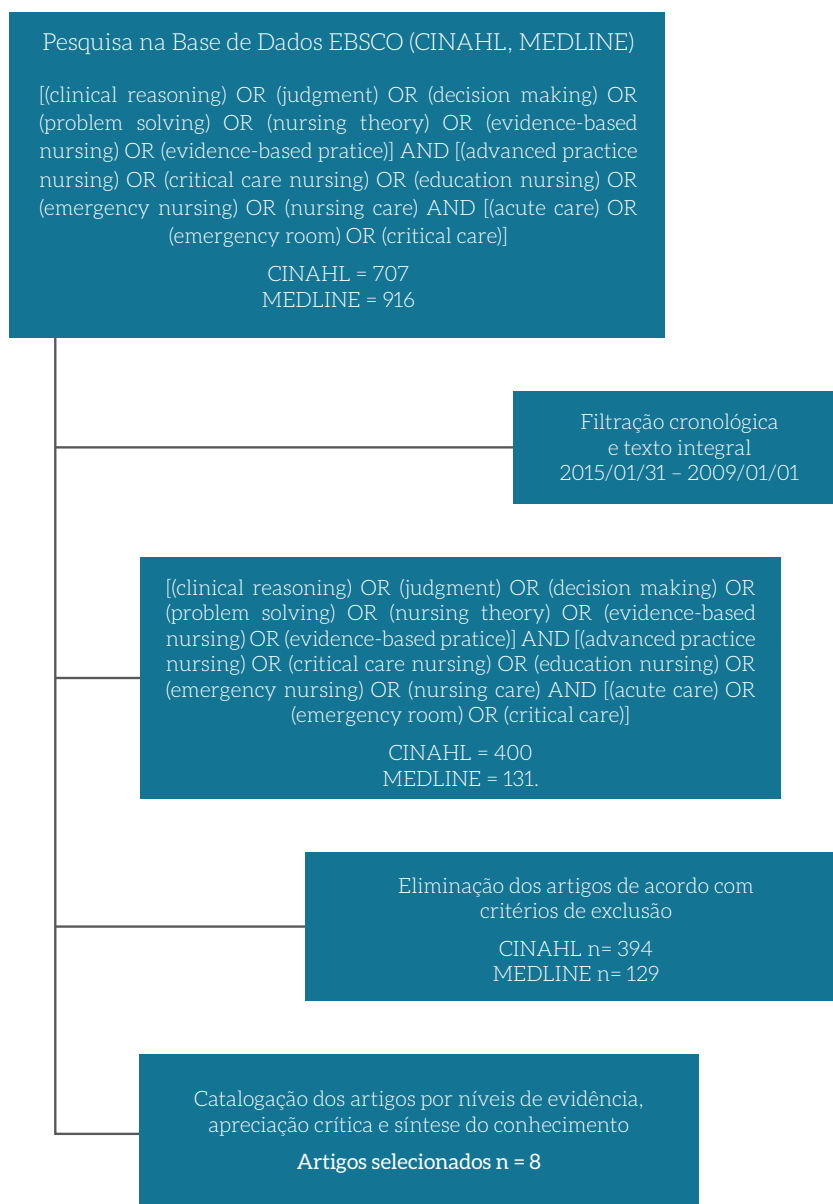 Pesquisa na Base de Dados EBSCO (CINAHL, MEDLINE)
[(clinical reasoning) OR (judgment) OR (decision making) OR
(problem solving) OR (nursing theory) OR (evidence-based
nursing) OR (evidence-based pratice)] AND [(advanced practice
nursing) OR (critical care nursing) OR (education nursing) OR
(emergency nursing) OR (nursing care) AND [(acute care) OR
(emergency room) OR (critical care)]
CINAHL = 707
MEDLINE = 916
Filtração cronológica
e texto integral
2015/01/31 – 2009/01/01
[(clinical reasoning) OR (judgment) OR (decision making) OR
(problem solving) OR (nursing theory) OR (evidence-based
nursing) OR (evidence-based pratice)] AND [(advanced practice
nursing) OR (critical care nursing) OR (education nursing) OR
(emergency nursing) OR (nursing care) AND [(acute care) OR
(emergency room) OR (critical care)]
CINAHL = 400
MEDLINE = 131.
Eliminação dos artigos de acordo com
critérios de exclusão
CINAHL n= 394
MEDLINE n= 129
Catalogação dos artigos por níveis de evidência,
apreciação crítica e síntese do conhecimento
Artigos selecionados n = 8